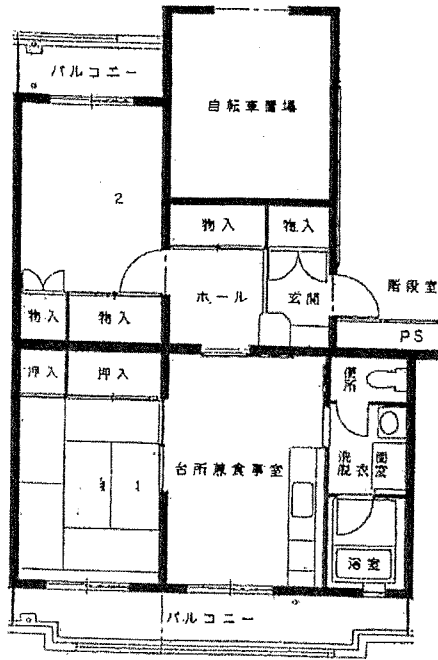 バルコニー
自転車置場
2
物入
物入
ホール
玄関
階段室
PS
物入
物入
押入
押入
便所
台所兼食事室
洗面
脱衣室
1
浴室
バルコニー